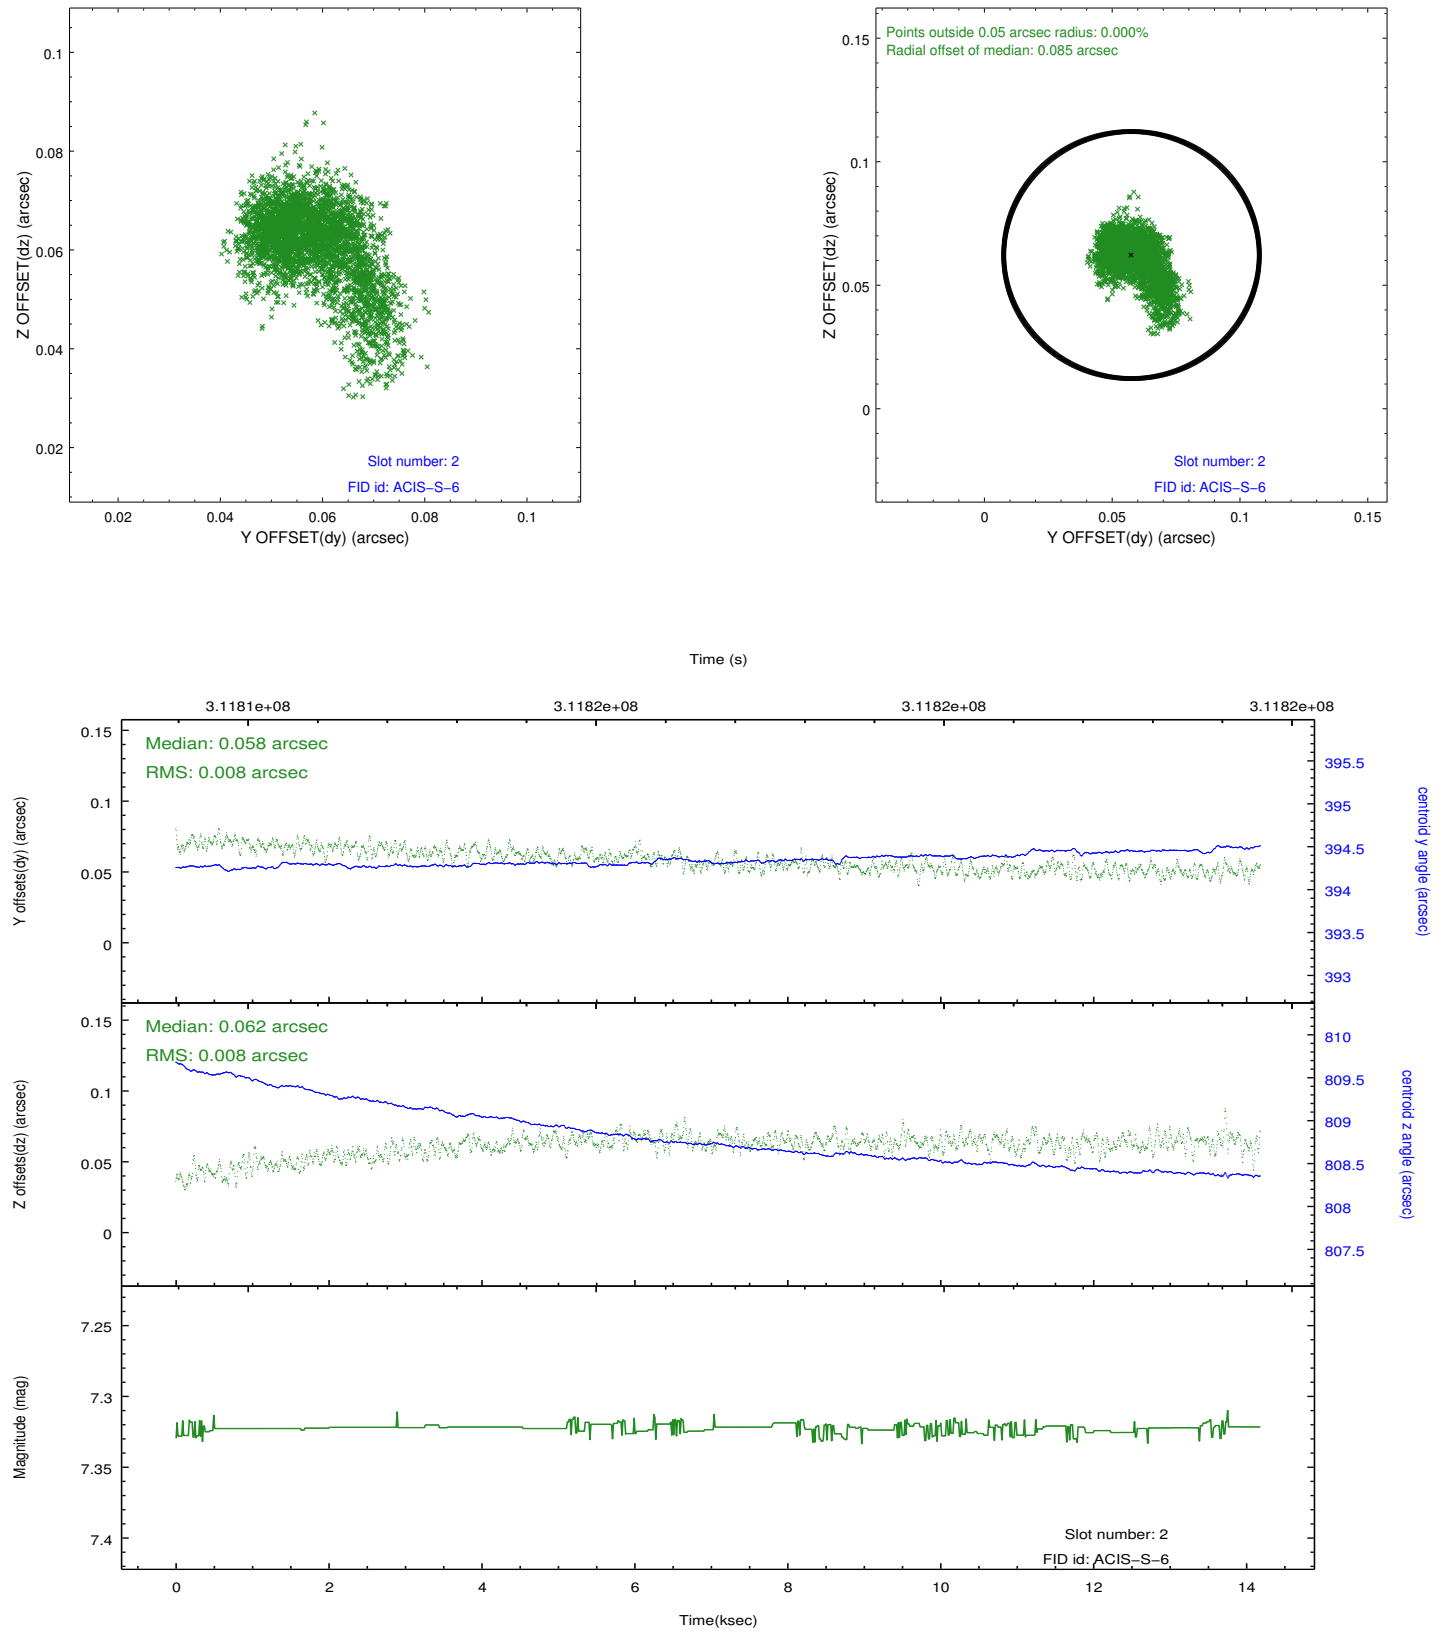 0.1
0.08
0.06
0.04
0.02
Z OFFSET(dz) (arcsec)
Slot number: 2
FID id: ACIS−S−6
0.02 0.04 0.06 0.08 0.1
Y OFFSET(dy) (arcsec)
Points outside 0.05 arcsec radius: 0.000%
Radial offset of median: 0.085 arcsec
0.15
0.1
0.05
0
Z OFFSET(dz) (arcsec)
Slot number: 2
FID id: ACIS−S−6
0 0.05 0.1 0.15
Y OFFSET(dy) (arcsec)
Time (s)
3.1181e+08 3.1182e+08 3.1182e+08 3.1182e+08
Median: 0.058 arcsec
RMS: 0.008 arcsec
0.15
0.1
0.05
0
Y offsets(dy) (arcsec)
395.5
395
394.5
394
393.5
393
centroid y angle (arcsec)
Median: 0.062 arcsec
RMS: 0.008 arcsec
0.15
0.1
0.05
0
Z offsets(dz) (arcsec)
810
809.5
809
808.5
808
807.5
centroid z angle (arcsec)
7.25
7.3
7.35
7.4
Magnitude (mag)
Slot number: 2
FID id: ACIS−S−6
0 2 4 6 8 10 12 14
Time(ksec)